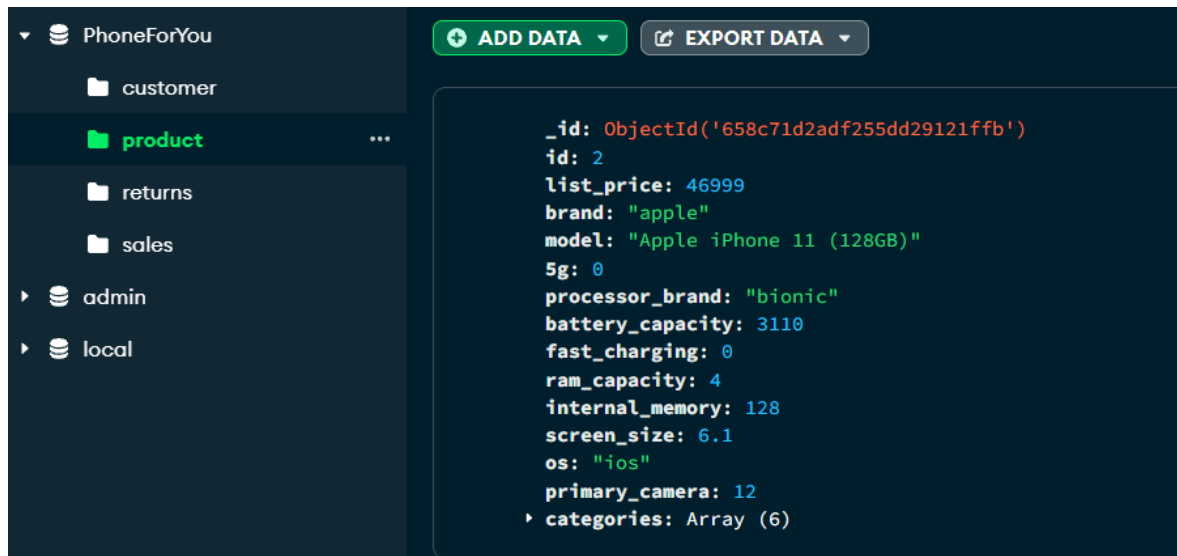 PhoneForYou
customer
product
returns
sales
admin
local
ADD DATA
EXPORT DATA
_id: ObjectId('658c71d2adf255dd29121ffb')
id: 2
list_price: 46999
brand: "apple"
model: "Apple iPhone 11 (128GB)"
5g: 0
processor_brand: "bionic"
battery_capacity: 3110
fast_charging: 0
ram_capacity: 4
internal_memory: 128
screen_size: 6.1
os: "ios"
primary_camera: 12
categories: Array (6)